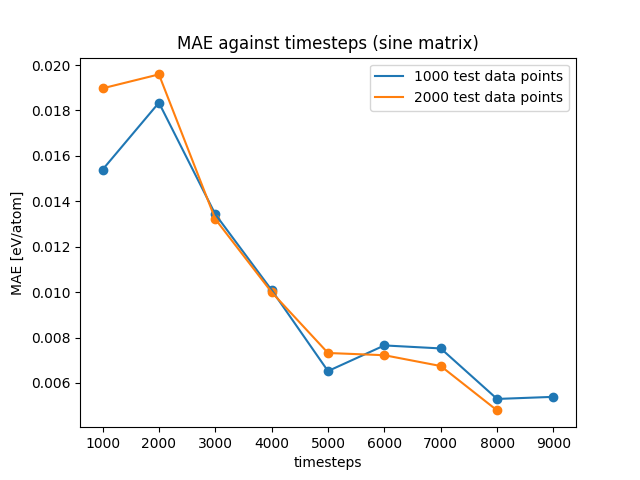 MAE against timesteps (sine matrix)
1000 test data points
2000 test data points
MAE [eV/atom]
0.020
0.018
0.016
0.014
0.012
0.010
0.008
0.006
1000 2000 3000 4000 5000 6000 7000 8000 9000
timesteps